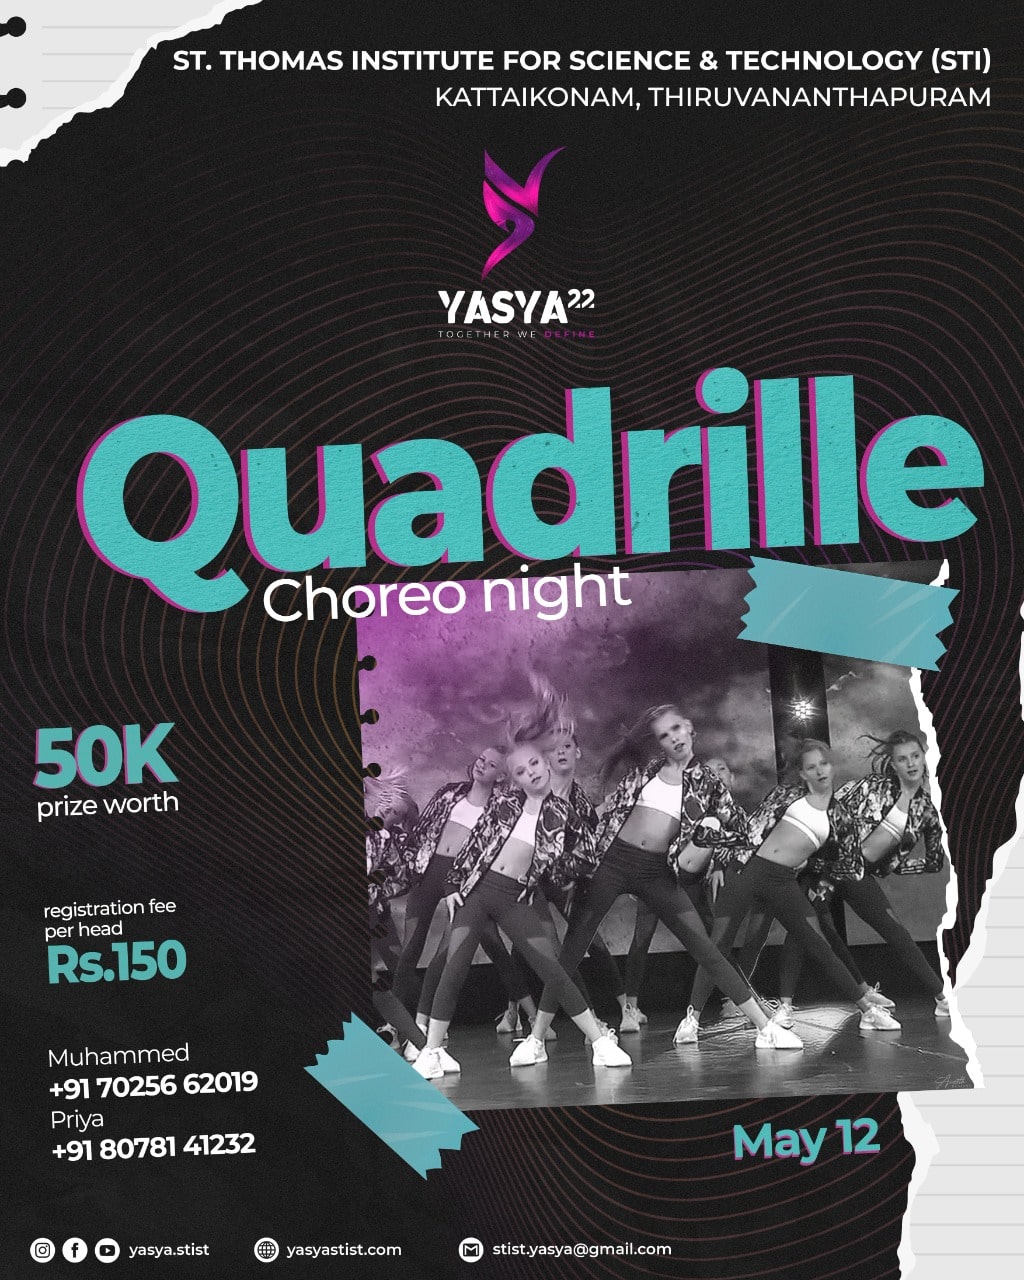 ST. THOMAS INSTITUTE FOR SCIENCE & TECHNOLOGY (STI)
KATTAIKONAM, THIRUVANANTHAPURAM
YASYA²²
TOGETHER WE DEFINE
Quadrille
Choreo night
50K
prize worth
registration fee
per head
Rs.150
Muhammed
+91 70256 62019
Priya
+91 80781 41232
May 12
yasya.stist
yasyastist.com
stist.yasya@gmail.com